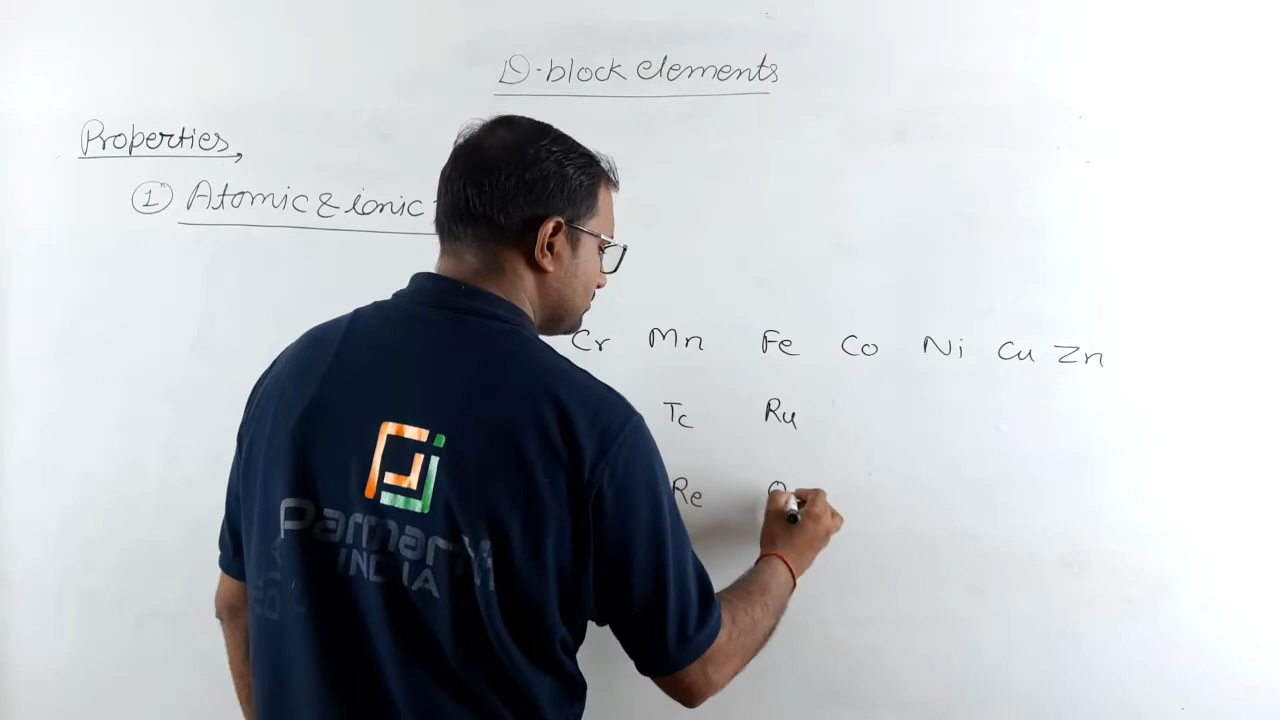 D-block elements
Properties
① Atomic & ionic
Cr Mn Fe Co Ni Cu Zn
Tc Ru
Re O
Parmar
INDIA